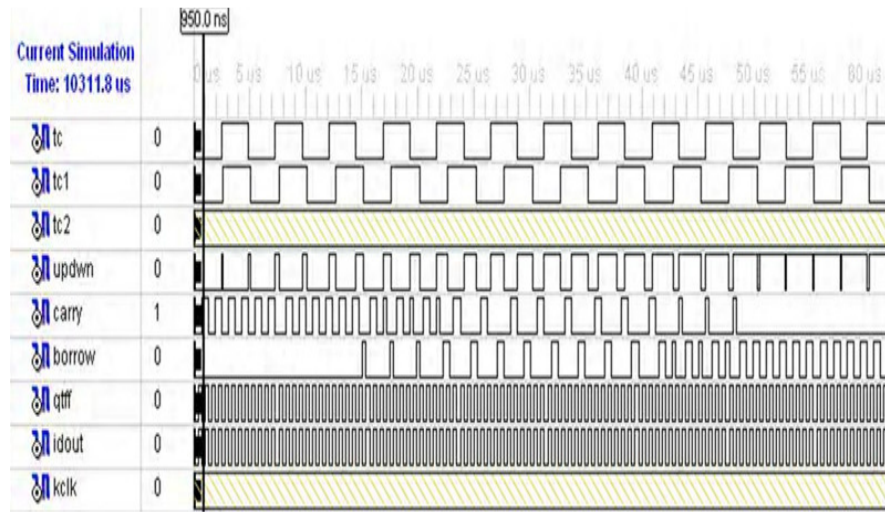 950.0 ns
Current Simulation
Time: 10311.8 us
0 us 5 us 10 us 15 us 20 us 25 us 30 us 35 us 40 us 45 us 50 us 55 us 60 us
tc 0
tc1 0
tc2 0
updwn 0
carry 1
borrow 0
qtff 0
idout 0
kclk 0